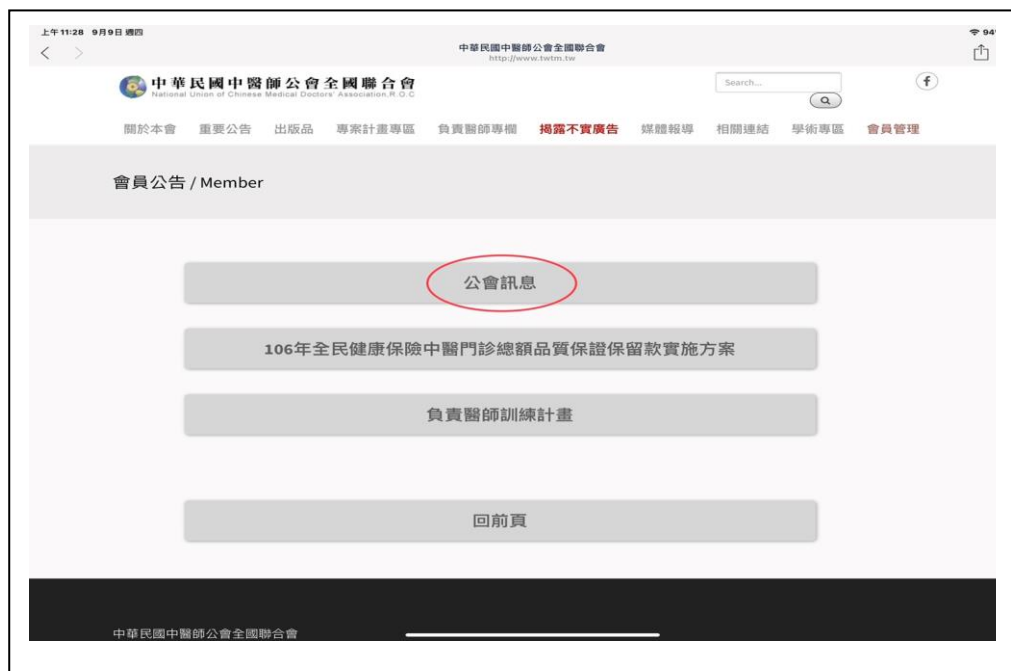 上午11:28 9月9日 週四
94
中華民國中醫師公會全國聯合會
http://www.twtm.tw
中華民國中醫師公會全國聯合會
National Union of Chinese Medical Doctors' Association.R.O.C
Search...
關於本會 重要公告 出版品 專案計畫專區 負責醫師專欄 揭露不實廣告 媒體報導 相關連結 學術專區 會員管理
會員公告 / Member
公會訊息
106年全民健康保險中醫門診總額品質保證保留款實施方案
負責醫師訓練計畫
回前頁
中華民國中醫師公會全國聯合會